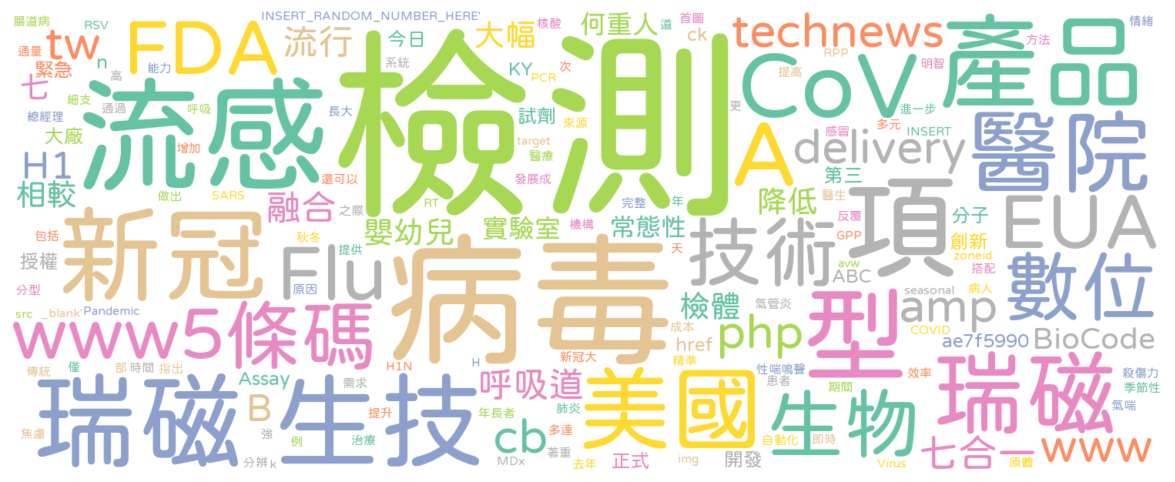 腸道病 RSV INSERT_RANDOM_NUMBER_HERE' 核酸 何重人 道 首圖 technews 產品 情緒
通量 tw FDA 流行 今日 大幅 ck RPP 方法
緊急 n 能力 系統 KY PCR 次 提高 明智
七 高 細支 通過 呼吸 長大 檢測 試劑 來源 更 CoV 進一步
總經理 大廠 流感 增加 target 醫療 感冒 多元 INSERT 醫院
H1 還可以 發展成 A delivery 第三
相較 做出 SARS RT 完整 年 降低 醫生 項
包括 新冠 融合 之際 嬰幼兒 實驗室 機構 常態性 反覆 分子 EUA
授權 秋冬 提供 Flu 病毒 天 技術 GPP 創新 zoneid
分型 原因 檢體 氣管炎 avw ABC 搭配 數位
src _blank' Pandemic seasonal 病人
www5條碼 成本 href php 型 amp COVID ae7f5990 BioCode
傳統 僅 部 時間 指出 H1N H 新冠大 精準 性喘鳴聲 效率 殺傷力
瑞磁 生技 Assay 需求 呼吸道 美國 患者 期間 瑞磁 季節性
B 提升 年長者 肺炎 生物 氣喘
焦慮 強 例 治療 cb 多達 自動化 即時 七合一 www
分辨 k MDx 著重 去年 正式 img 開發 Virus 原體